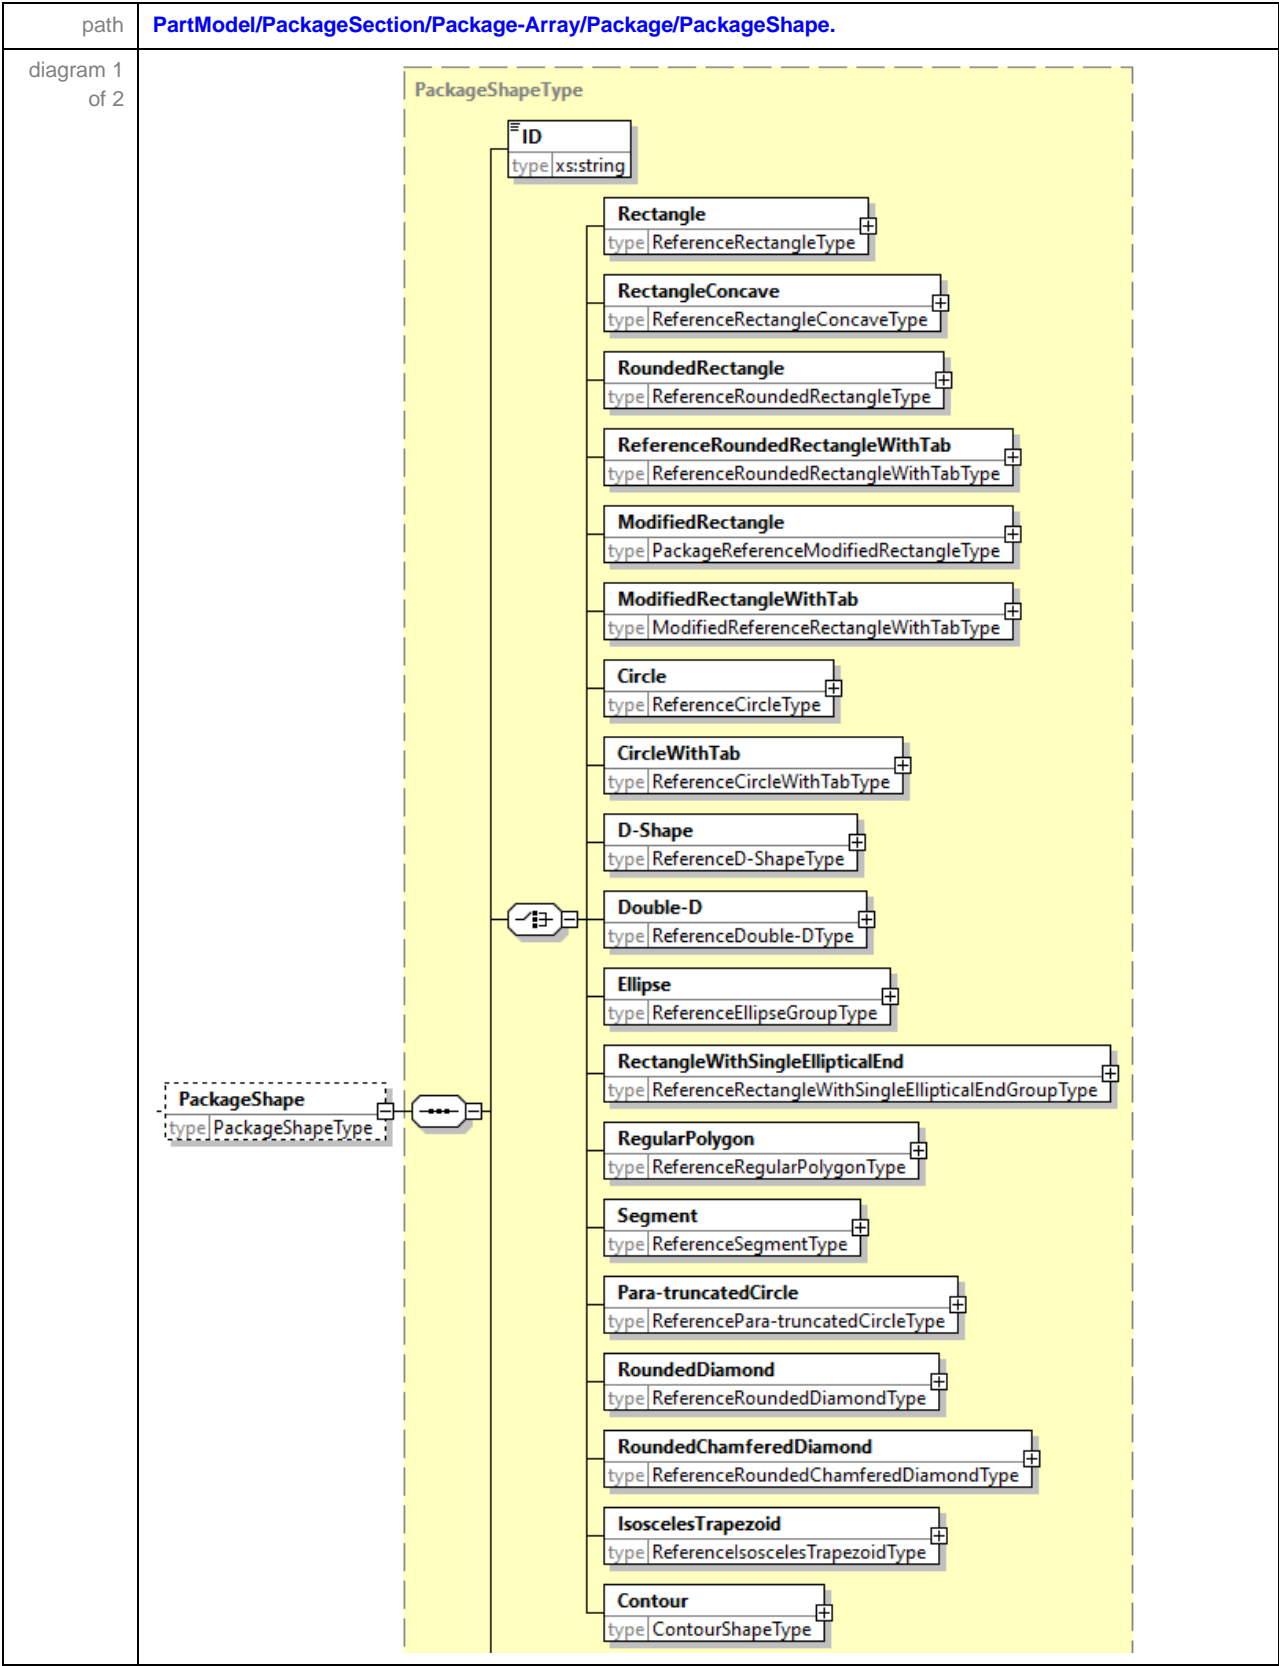 path
PartModel/PackageSection/Package-Array/Package/PackageShape.
diagram 1
of 2
PackageShapeType
ID
type xs:string
Rectangle
type ReferenceRectangleType
RectangleConcave
type ReferenceRectangleConcaveType
RoundedRectangle
type ReferenceRoundedRectangleType
ReferenceRoundedRectangleWithTab
type ReferenceRoundedRectangleWithTabType
ModifiedRectangle
type PackageReferenceModifiedRectangleType
ModifiedRectangleWithTab
type ModifiedReferenceRectangleWithTabType
Circle
type ReferenceCircleType
CircleWithTab
type ReferenceCircleWithTabType
D-Shape
type ReferenceD-ShapeType
Double-D
type ReferenceDouble-DType
Ellipse
type ReferenceEllipseGroupType
RectangleWithSingleEllipticalEnd
type ReferenceRectangleWithSingleEllipticalEndGroupType
PackageShape
type PackageShapeType
RegularPolygon
type ReferenceRegularPolygonType
Segment
type ReferenceSegmentType
Para-truncatedCircle
type ReferencePara-truncatedCircleType
RoundedDiamond
type ReferenceRoundedDiamondType
RoundedChamferedDiamond
type ReferenceRoundedChamferedDiamondType
IsoscelesTrapezoid
type ReferenceIsoscelesTrapezoidType
Contour
type ContourShapeType